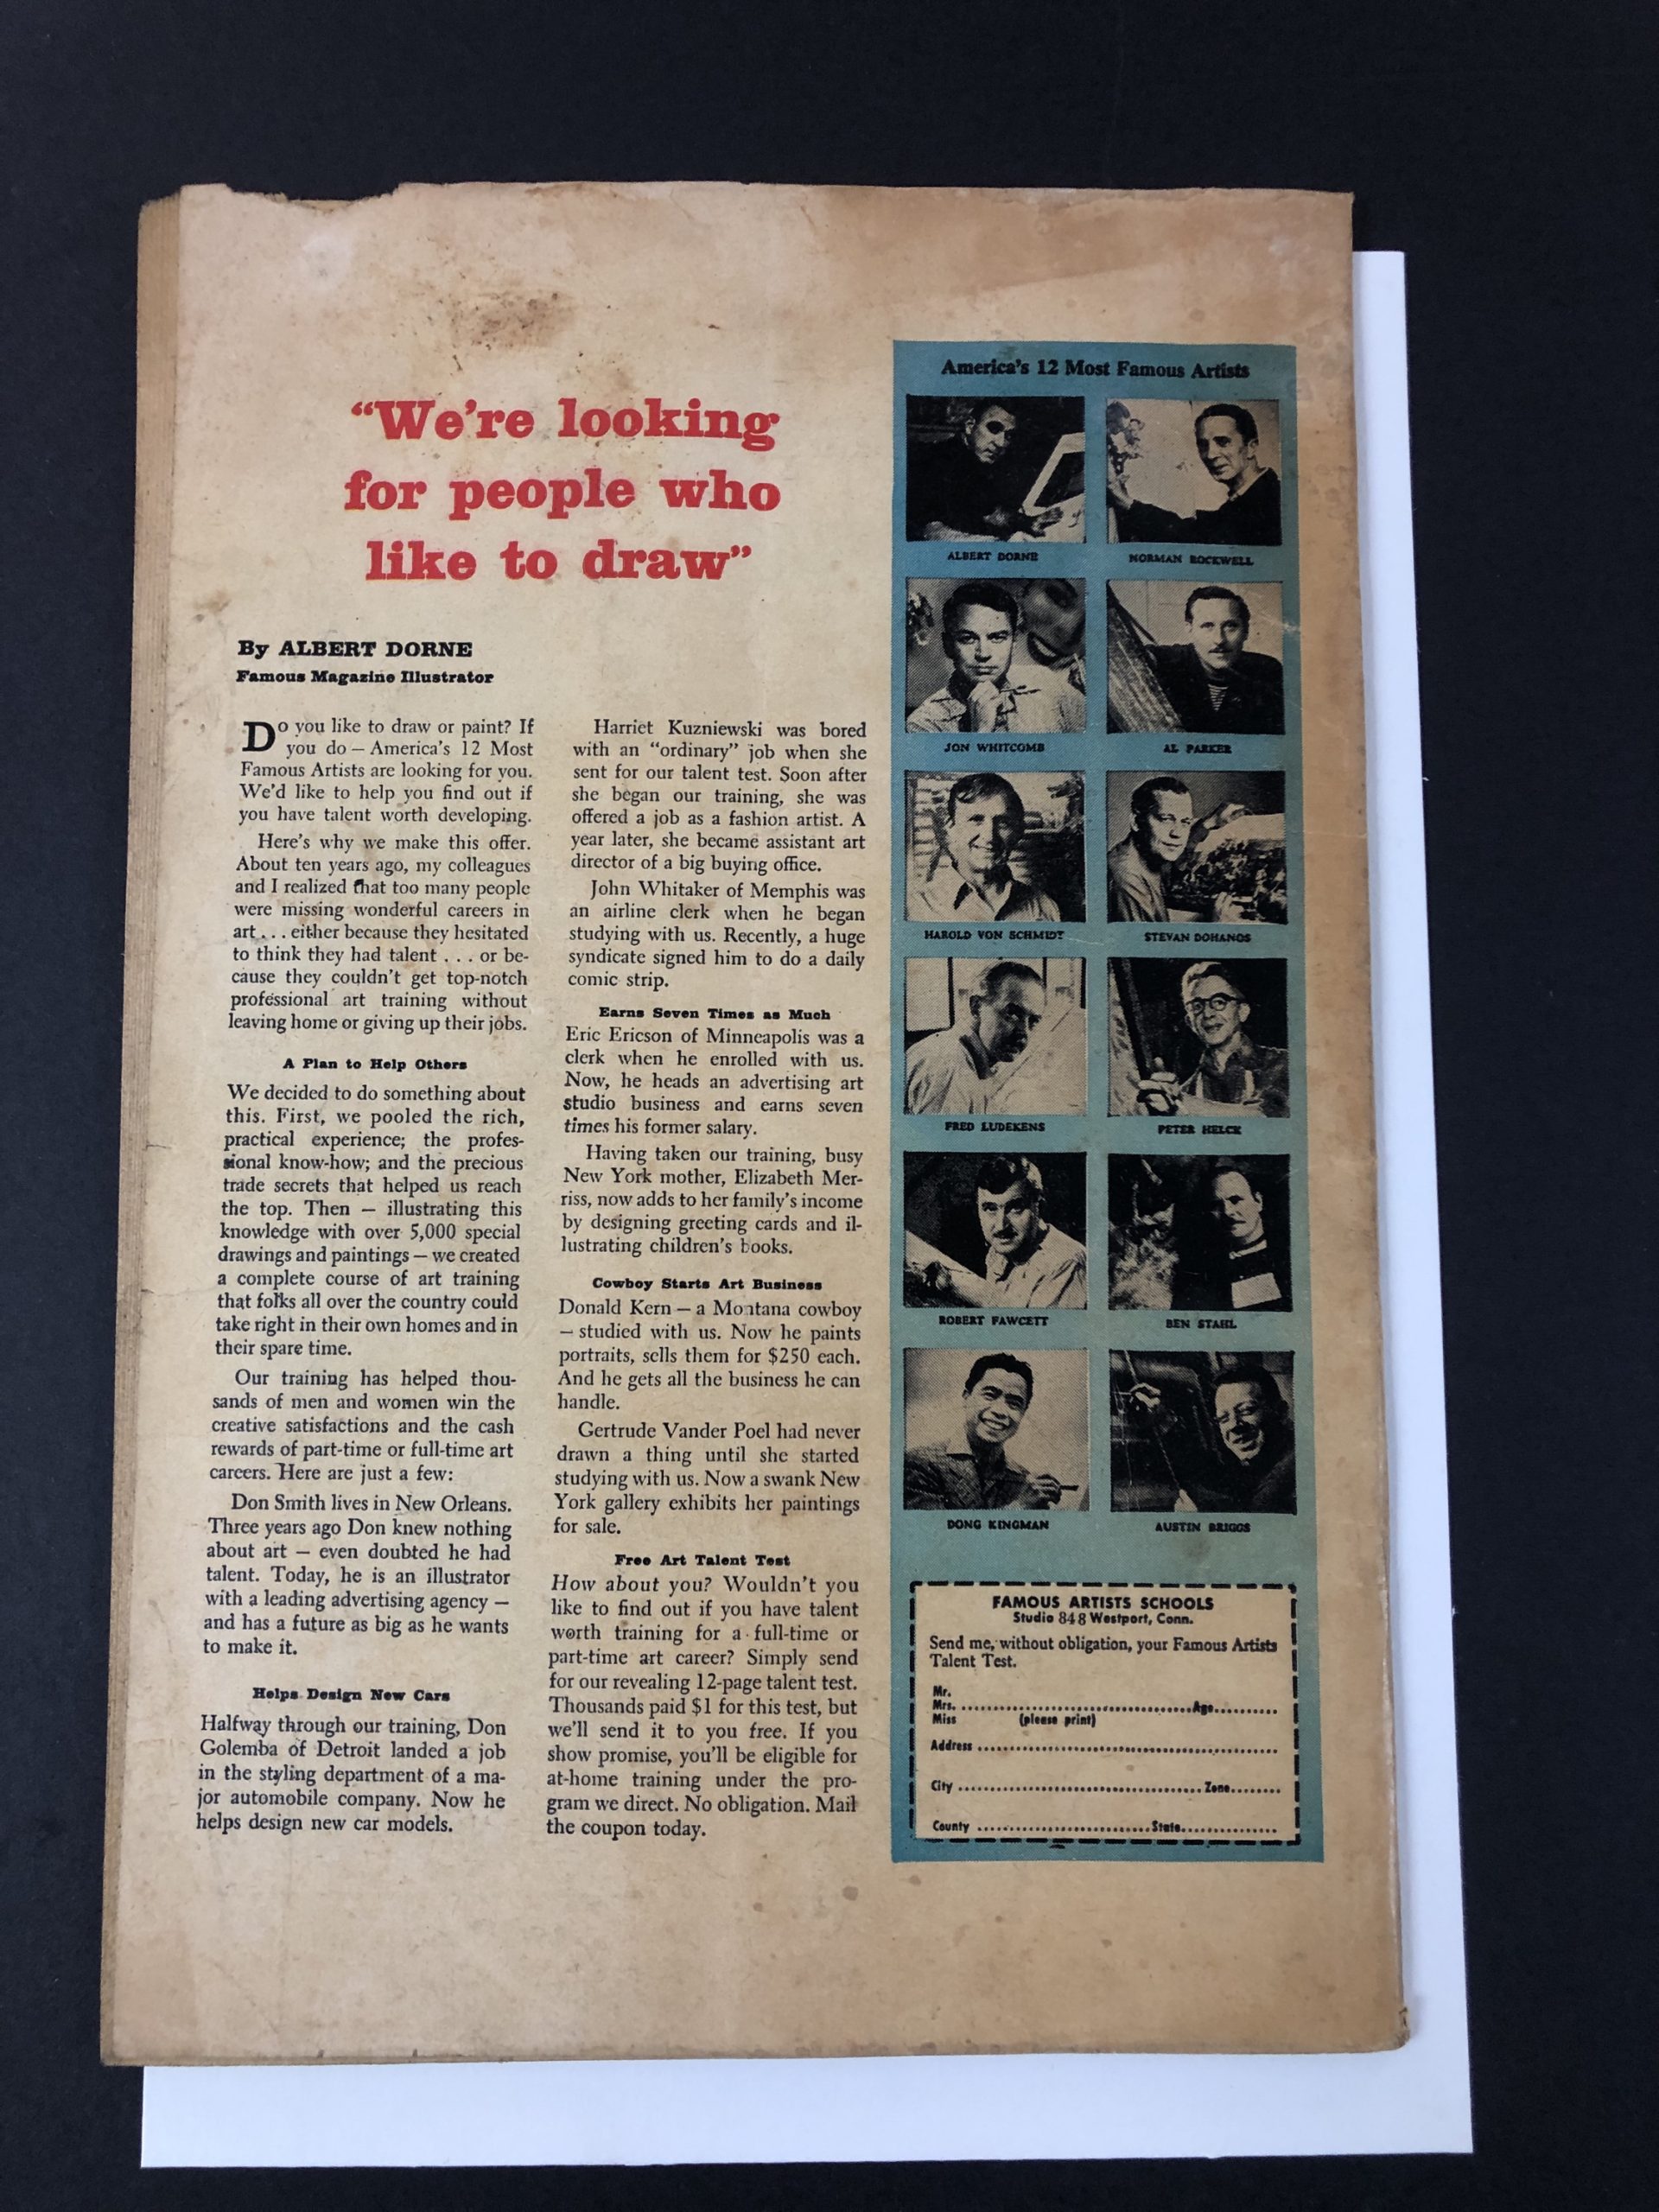 “We’re looking
for people who
like to draw”
By ALBERT DORNE
Famous Magazine Illustrator
Do you like to draw or paint? If
you do — America’s 12 Most
Famous Artists are looking for you.
We’d like to help you find out if
you have talent worth developing.
Here’s why we make this offer.
About ten years ago, my colleagues
and I realized that too many people
were missing wonderful careers in
art . . . either because they hesitated
to think they had talent . . . or be-
cause they couldn’t get top-notch
professional art training without
leaving home or giving up their jobs.
A Plan to Help Others
We decided to do something about
this. First, we pooled the rich,
practical experience; the profes-
sional know-how; and the precious
trade secrets that helped us reach
the top. Then — illustrating this
knowledge with over 5,000 special
drawings and paintings — we created
a complete course of art training
that folks all over the country could
take right in their own homes and in
their spare time.
Our training has helped thou-
sands of men and women win the
creative satisfactions and the cash
rewards of part-time or full-time art
careers. Here are just a few:
Don Smith lives in New Orleans.
Three years ago Don knew nothing
about art — even doubted he had
talent. Today, he is an illustrator
with a leading advertising agency —
and has a future as big as he wants
to make it.
Helps Design New Cars
Halfway through our training, Don
Golemba of Detroit landed a job
in the styling department of a ma-
jor automobile company. Now he
helps design new car models.
Harriet Kuzniewski was bored
with an “ordinary” job when she
sent for our talent test. Soon after
she began our training, she was
offered a job as a fashion artist. A
year later, she became assistant art
director of a big buying office.
John Whitaker of Memphis was
an airline clerk when he began
studying with us. Recently, a huge
syndicate signed him to do a daily
comic strip.
Earns Seven Times as Much
Eric Ericson of Minneapolis was a
clerk when he enrolled with us.
Now, he heads an advertising art
studio business and earns seven
times his former salary.
Having taken our training, busy
New York mother, Elizabeth Mer-
riss, now adds to her family’s income
by designing greeting cards and il-
lustrating children’s books.
Cowboy Starts Art Business
Donald Kern — a Montana cowboy
— studied with us. Now he paints
portraits, sells them for $250 each.
And he gets all the business he can
handle.
Gertrude Vander Poel had never
drawn a thing until she started
studying with us. Now a swank New
York gallery exhibits her paintings
for sale.
Free Art Talent Test
How about you? Wouldn’t you
like to find out if you have talent
worth training for a full-time or
part-time art career? Simply send
for our revealing 12-page talent test.
Thousands paid $1 for this test, but
we’ll send it to you free. If you
show promise, you’ll be eligible for
at-home training under the pro-
gram we direct. No obligation. Mail
the coupon today.
America’s 12 Most Famous Artists
ALBERT DORNE
NORMAN ROCKWELL
JON WHITCOMB
AL PARKER
HAROLD VON SCHMIDT
STEVAN DOHANOS
FRED LUDEKENS
PETER HELCK
ROBERT FAWCETT
BEN STAHL
DONG KINGMAN
AUSTIN BRIGGS
FAMOUS ARTISTS SCHOOLS
Studio 848 Westport, Conn.
Send me, without obligation, your Famous Artists
Talent Test.
Mr.
Mrs. ........................................ Age............
Miss (please print)
Address ........................................................
City ........................................ Zone.........
County ............................ State..................